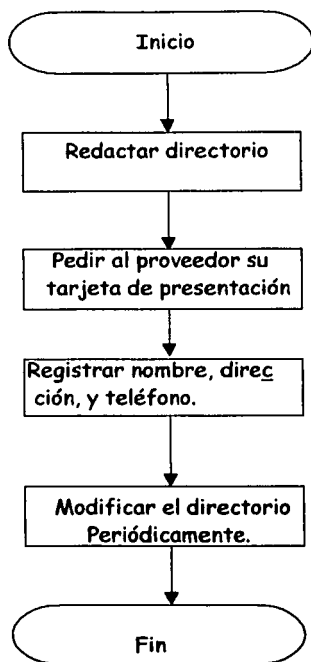 Inicio
Redactar directorio
Pedir al proveedor su
tarjeta de presentación
Registrar nombre, direc
ción, y teléfono.
Modificar el directorio
Periódicamente.
Fin